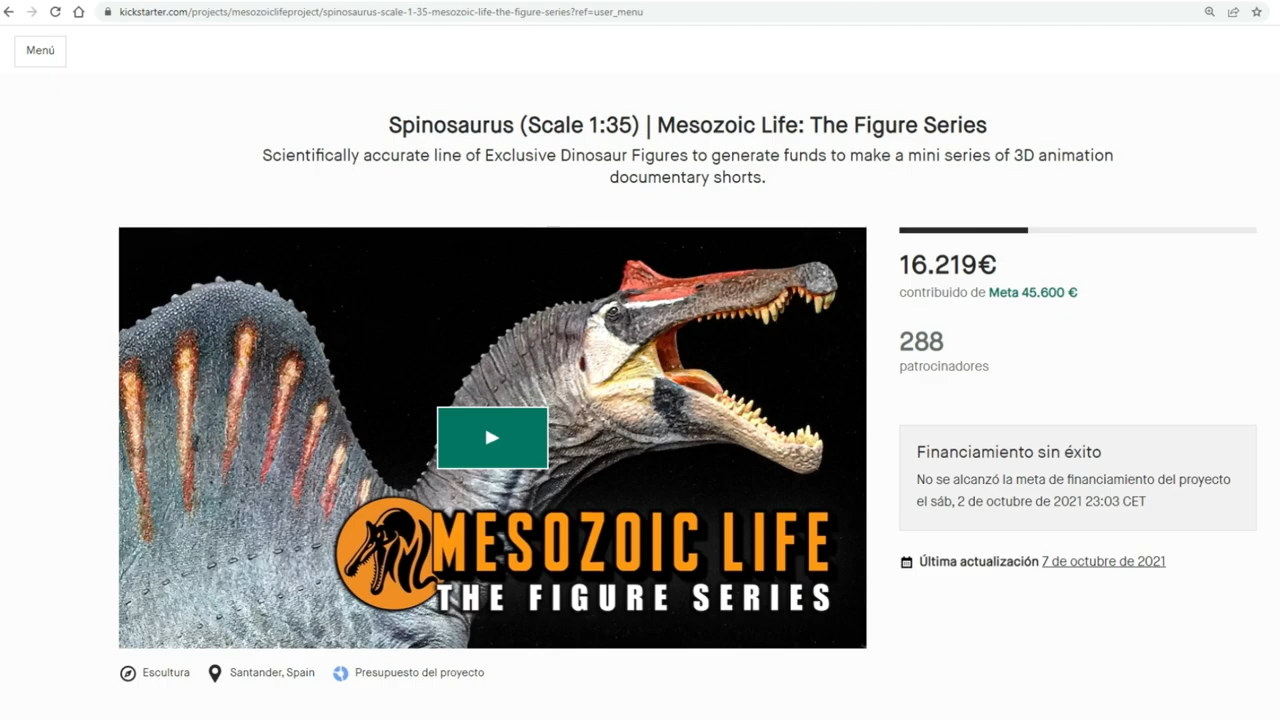 kickstarter.com/projects/mesozoiclifeproject/spinosaurus-scale-1-35-mesozoic-life-the-figure-series?ref=user_menu
Menú
Spinosaurus (Scale 1:35) | Mesozoic Life: The Figure Series
Scientifically accurate line of Exclusive Dinosaur Figures to generate funds to make a mini series of 3D animation
documentary shorts.
16.219€
contribuido de Meta 45.600 €
288
patrocinadores
Financiamiento sin éxito
No se alcanzó la meta de financiamiento del proyecto
el sáb, 2 de octubre de 2021 23:03 CET
Última actualización 7 de octubre de 2021
MESOZOIC LIFE
THE FIGURE SERIES
Escultura Santander, Spain Presupuesto del proyecto